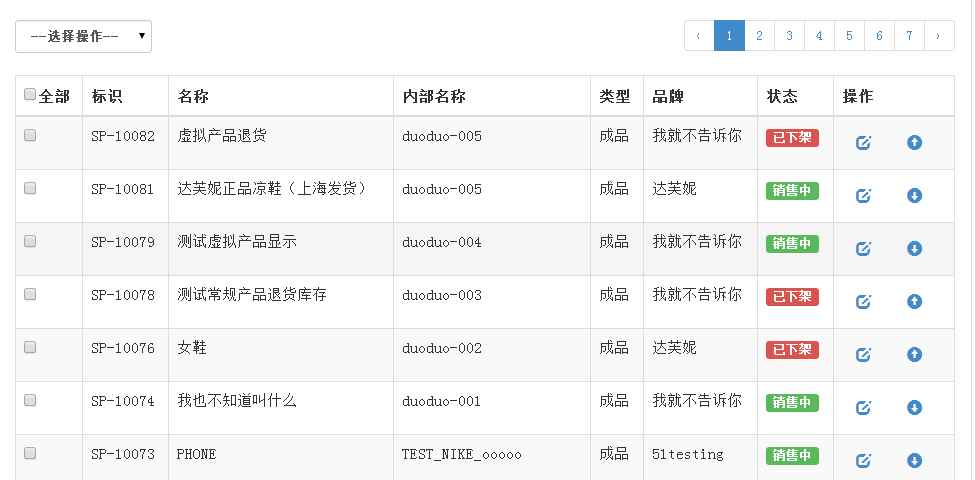 --选择操作--
‹ 1 2 3 4 5 6 7 ›
全部 标识 名称 内部名称 类型 品牌 状态 操作
SP-10082 虚拟产品退货 duoduo-005 成品 我就不告诉你 已下架
SP-10081 达芙妮正品凉鞋（上海发货） duoduo-005 成品 达芙妮 销售中
SP-10079 测试虚拟产品显示 duoduo-004 成品 我就不告诉你 销售中
SP-10078 测试常规产品退货库存 duoduo-003 成品 我就不告诉你 已下架
SP-10076 女鞋 duoduo-002 成品 达芙妮 已下架
SP-10074 我也不知道叫什么 duoduo-001 成品 我就不告诉你 销售中
SP-10073 PHONE TEST_NIKE_ooooo 成品 51testing 销售中